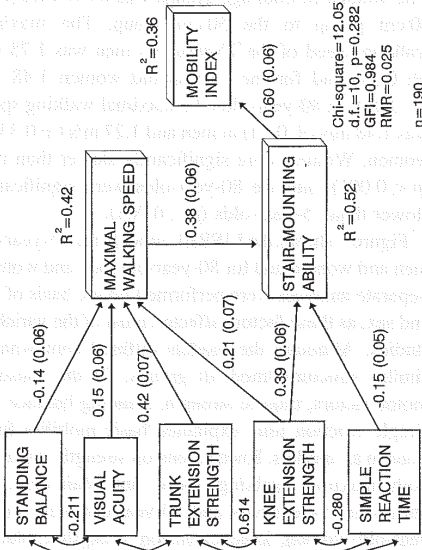 STANDING
BALANCE
-0.211
VISUAL
ACUITY
TRUNK
EXTENSION
STRENGTH
0.614
KNEE
EXTENSION
STRENGTH
-0.280
SIMPLE
REACTION
TIME
-0.14 (0.06)
0.15 (0.06)
0.42 (0.07)
0.21 (0.07)
0.39 (0.06)
-0.15 (0.05)
R²=0.42
MAXIMAL
WALKING SPEED
0.38 (0.06)
STAIR-MOUNTING
ABILITY
R²=0.52
R²=0.36
MOBILITY
INDEX
0.60 (0.06)
Chi-square=12.05
d.f.=10, p=0.282
GFI=0.984
RMR=0.025
n=190